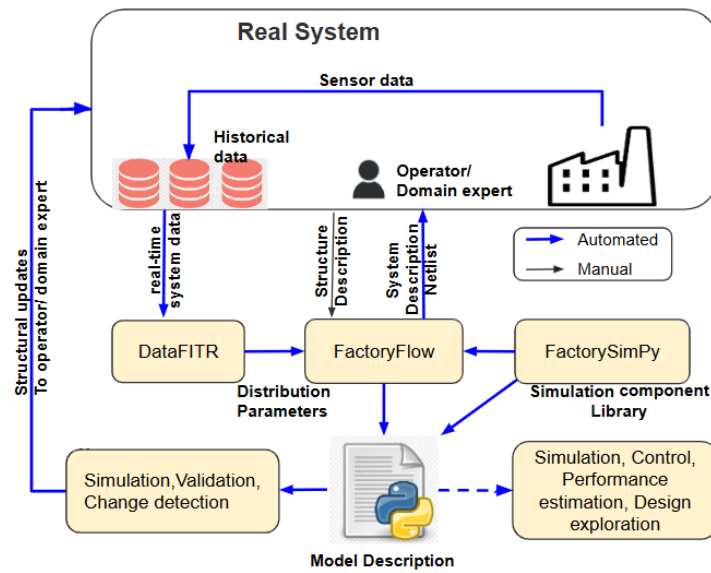 Real System
Sensor data
Historical
data
Operator/
Domain expert
Automated
Manual
real-time
system data
Structure
Description
System
Description
Netlist
Structural updates
To operator/ domain expert
DataFITR
FactoryFlow
FactorySimPy
Distribution
Parameters
Simulation component
Library
Simulation,Validation,
Change detection
Simulation, Control,
Performance
estimation, Design
exploration
Model Description